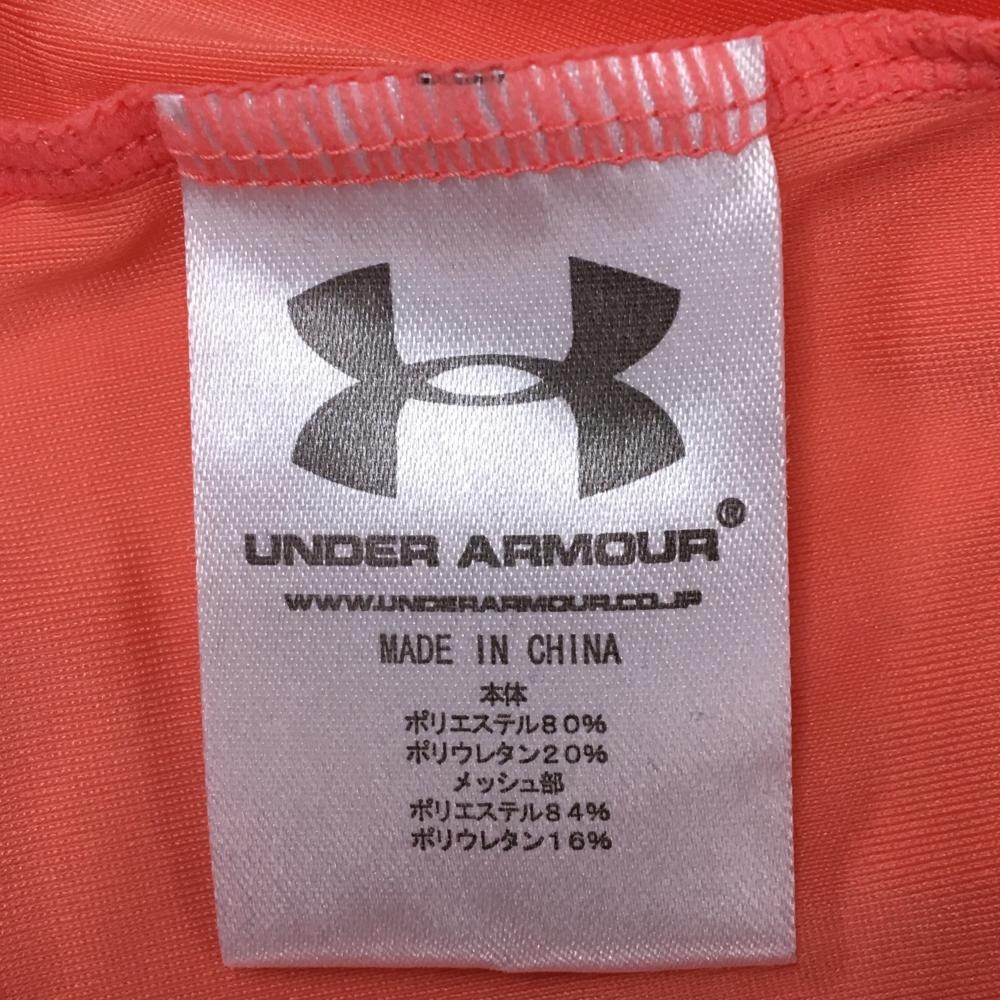 UNDER ARMOUR®
WWW.UNDERARMOUR.CO.JP
MADE IN CHINA
本体
ポリエステル80%
ポリウレタン20%
メッシュ部
ポリエステル84%
ポリウレタン16%